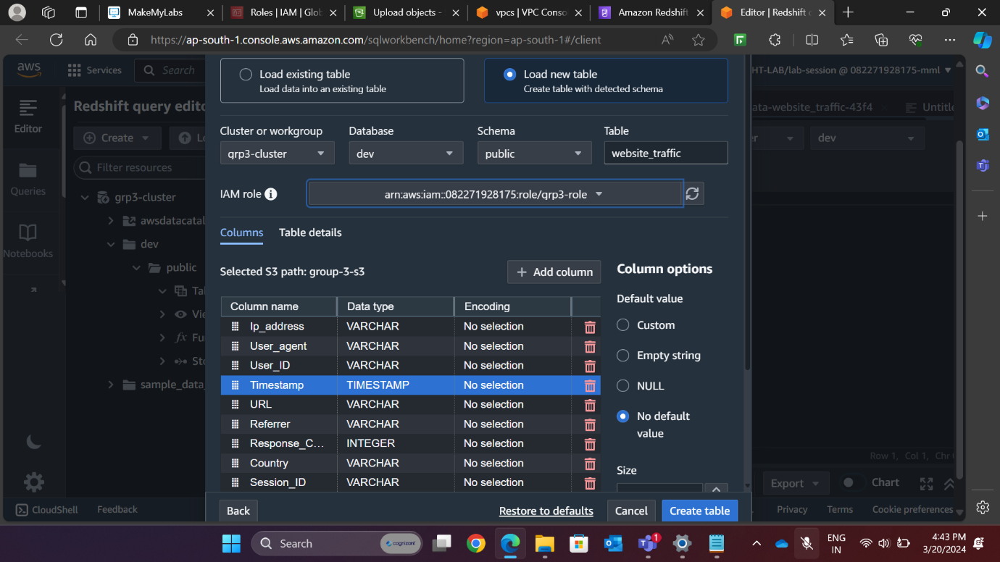 MakeMyLabs
Roles | IAM | Glob
Upload objects -
vpcs | VPC Conso
Amazon Redshift
Editor | Redshift
https://ap-south-1.console.aws.amazon.com/sqlworkbench/home?region=ap-south-1#/client
aws
Services
Search
HT-LAB/lab-session @ 082271928175-mml
Editor
Queries
Notebooks
Redshift query edito
Create
Filter resources
grp3-cluster
awsdatacatal
dev
public
Ta
Vie
fx Fu
Sto
sample_data_
Load existing table
Load data into an existing table
Load new table
Create table with detected schema
Cluster or workgroup
Database
Schema
Table
grp3-cluster
dev
public
website_traffic
IAM role
arn:aws:iam::082271928175:role/grp3-role
Columns
Table details
Selected S3 path: group-3-s3
+ Add column
Column name
Data type
Encoding
Ip_address VARCHAR No selection
User_agent VARCHAR No selection
User_ID VARCHAR No selection
Timestamp TIMESTAMP No selection
URL VARCHAR No selection
Referrer VARCHAR No selection
Response_C... INTEGER No selection
Country VARCHAR No selection
Session_ID VARCHAR No selection
Column options
Default value
Custom
Empty string
NULL
No default
value
Size
Back
Restore to defaults
Cancel
Create table
ata-website_traffic-43f4
Untitle
er
dev
Row 1, Col 1, Chr
Export
Chart
CloudShell
Feedback
Privacy
Terms
Cookie preferences
Search
cognizant
1
ENG
IN
4:43 PM
3/20/2024